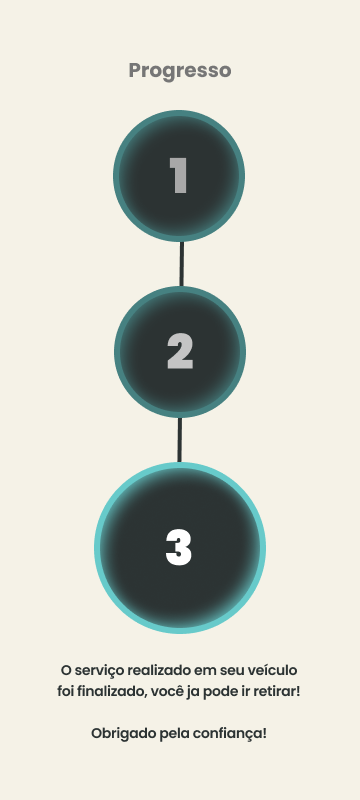 Progresso
1
2
3
O serviço realizado em seu veículo
foi finalizado, você ja pode ir retirar!
Obrigado pela confiança!